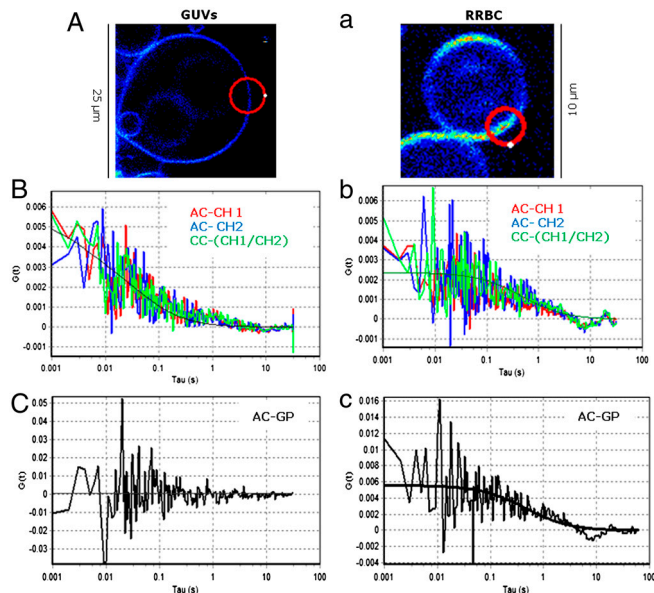 GUVs
RRBC
A
a
25 µm
10 µm
B
b
AC-CH 1
AC- CH2
CC-(CH1/CH2)
G(t)
0.006
0.005
0.004
0.003
0.002
0.001
0
-0.001
0.001 0.01 0.1 1 10 100
Tau (s)
AC-CH 1
AC- CH2
CC-(CH1/CH2)
G(t)
0.006
0.005
0.004
0.003
0.002
0.001
0
-0.001
0.001 0.01 0.1 1 10 100
Tau (s)
C
c
AC-GP
G(t)
0.05
0.04
0.03
0.02
0.01
0
-0.01
-0.02
-0.03
0.001 0.01 0.1 1 10 100
Tau (s)
AC-GP
G(t)
0.016
0.014
0.012
0.010
0.008
0.006
0.004
0.002
0
-0.002
-0.004
0.001 0.01 0.1 1 10 100
Tau (s)